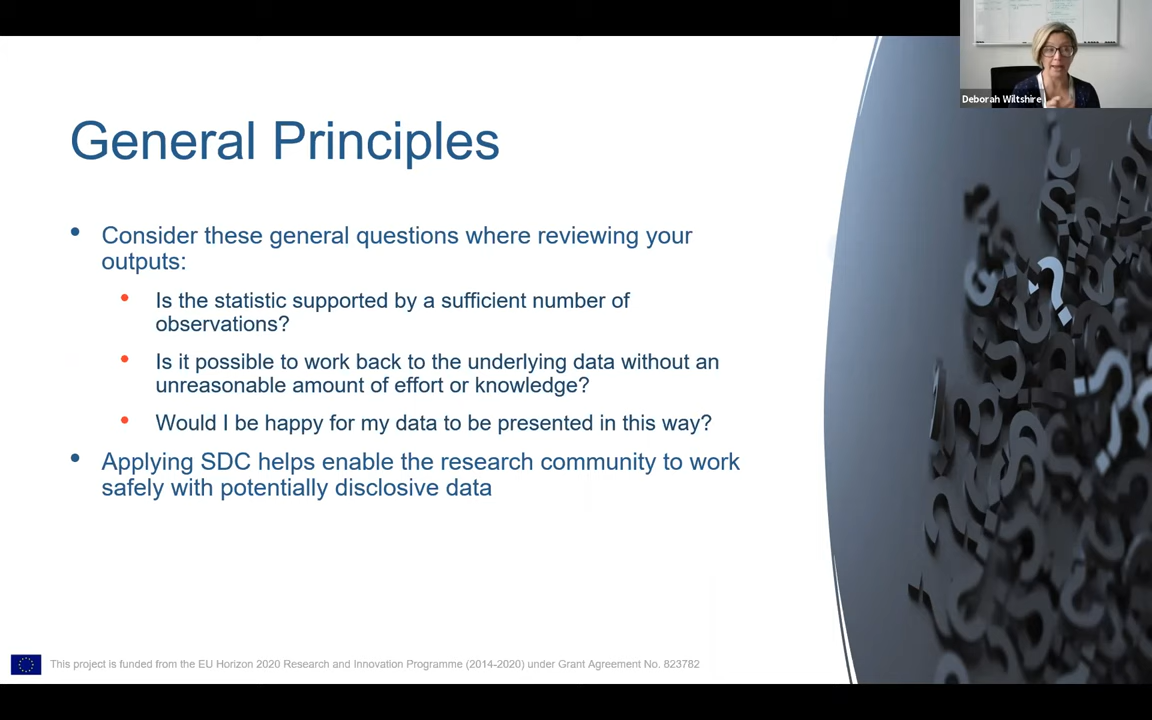 Deborah Wiltshire
General Principles
• Consider these general questions where reviewing your
outputs:
• Is the statistic supported by a sufficient number of
observations?
• Is it possible to work back to the underlying data without an
unreasonable amount of effort or knowledge?
• Would I be happy for my data to be presented in this way?
• Applying SDC helps enable the research community to work
safely with potentially disclosive data
This project is funded from the EU Horizon 2020 Research and Innovation Programme (2014-2020) under Grant Agreement No. 823782